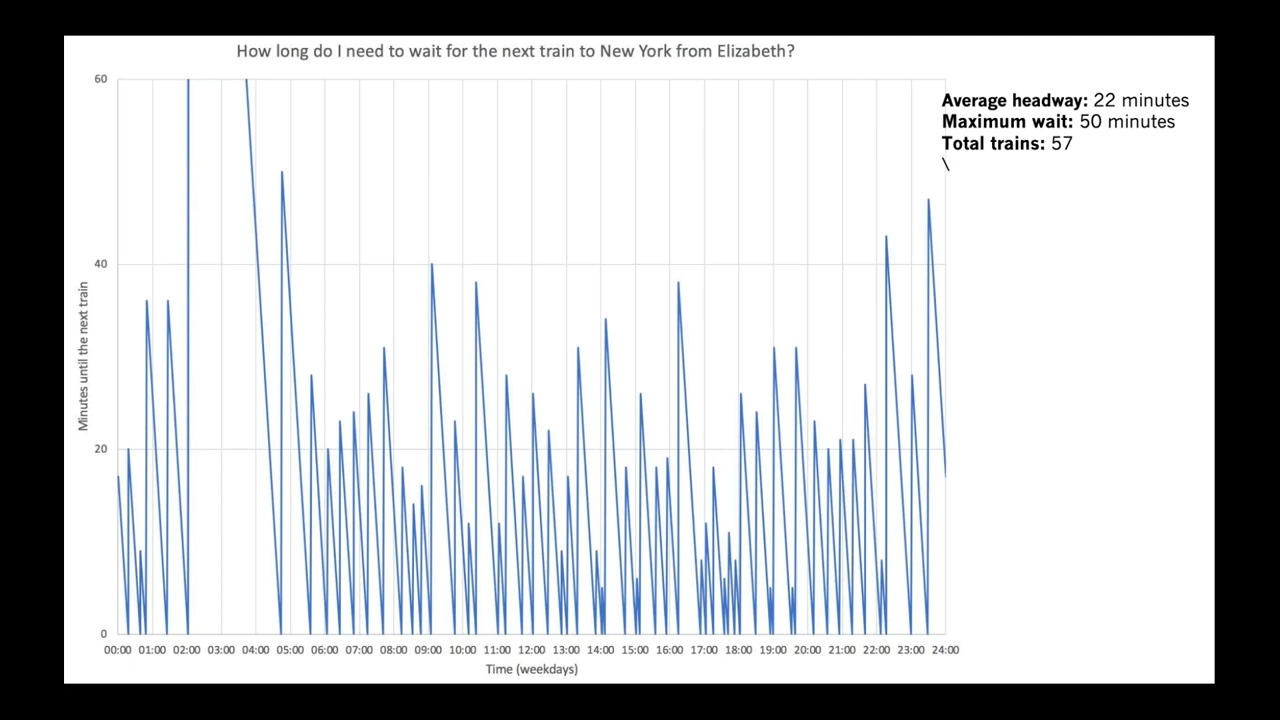 How long do I need to wait for the next train to New York from Elizabeth?
Average headway: 22 minutes
Maximum wait: 50 minutes
Total trains: 57
\
Minutes until the next train
60
40
20
0
00:00 01:00 02:00 03:00 04:00 05:00 06:00 07:00 08:00 09:00 10:00 11:00 12:00 13:00 14:00 15:00 16:00 17:00 18:00 19:00 20:00 21:00 22:00 23:00 24:00
Time (weekdays)